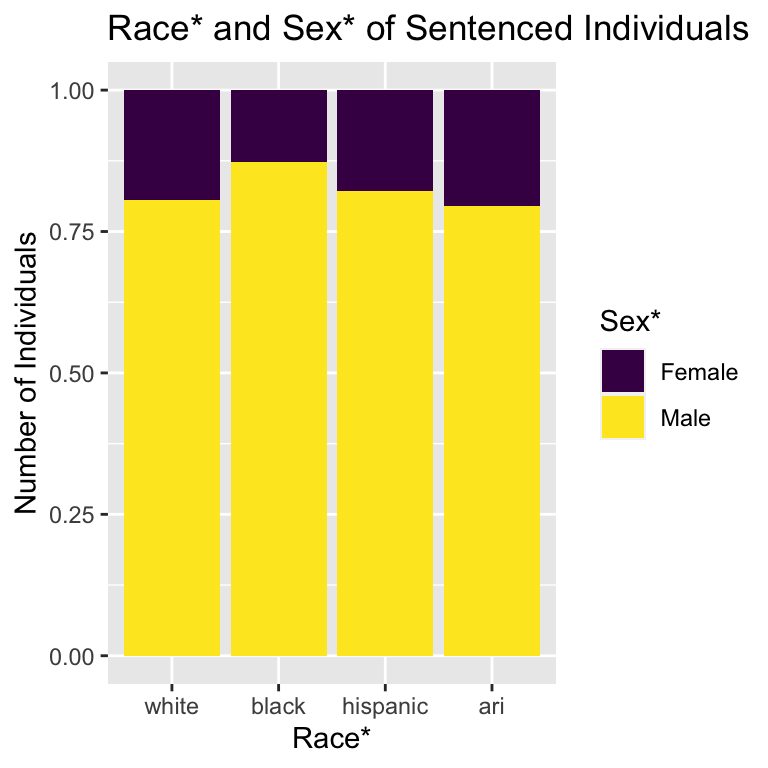 Race* and Sex* of Sentenced Individuals
Number of Individuals
1.00
0.75
0.50
0.25
0.00
white
black
hispanic
ari
Race*
Sex*
Female
Male